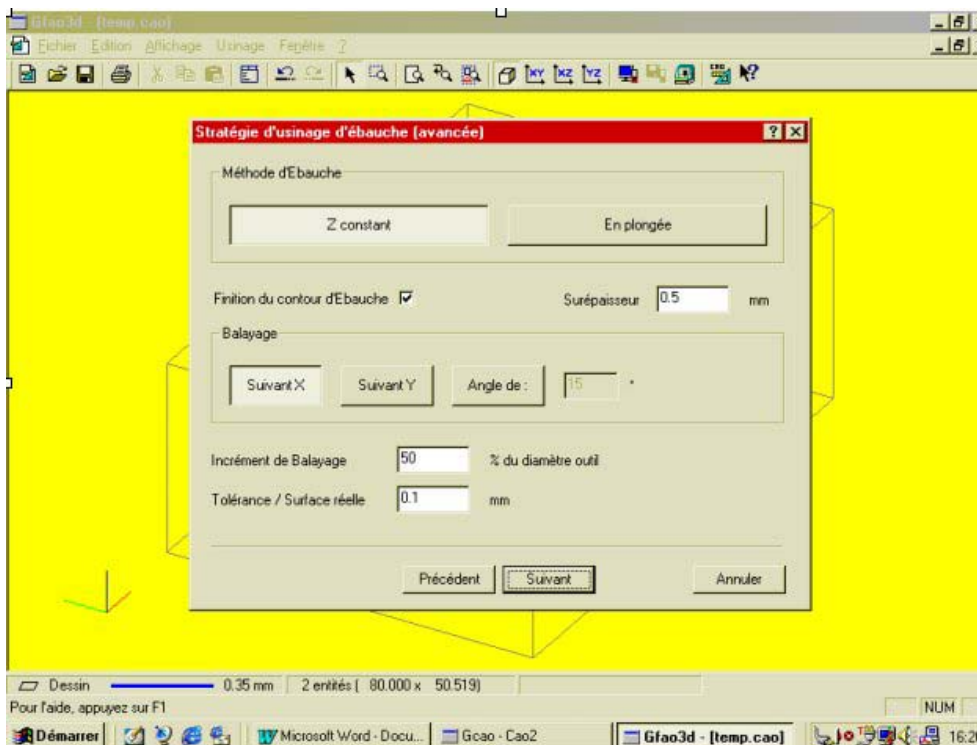 Gfao3d - [temp.cao]
Fichier Edition Affichage Usinage Fenêtre ?
XY XZ YZ
Stratégie d'usinage d'ébauche (avancée)
Méthode d'Ebauche
Z constant En plongée
Finition du contour d'Ebauche Surépaisseur 0.5 mm
Balayage
Suivant X Suivant Y Angle de : 15 °
Incrément de Balayage 50 % du diamètre outil
Tolérance / Surface réelle 0.1 mm
Précédent Suivant Annuler
Dessin 0.35 mm 2 entités ( 80.000 x 50.519)
Pour l'aide, appuyez sur F1 NUM
Démarrer Microsoft Word - Docu... Gcao - Cao2 Gfao3d - [temp.cao]